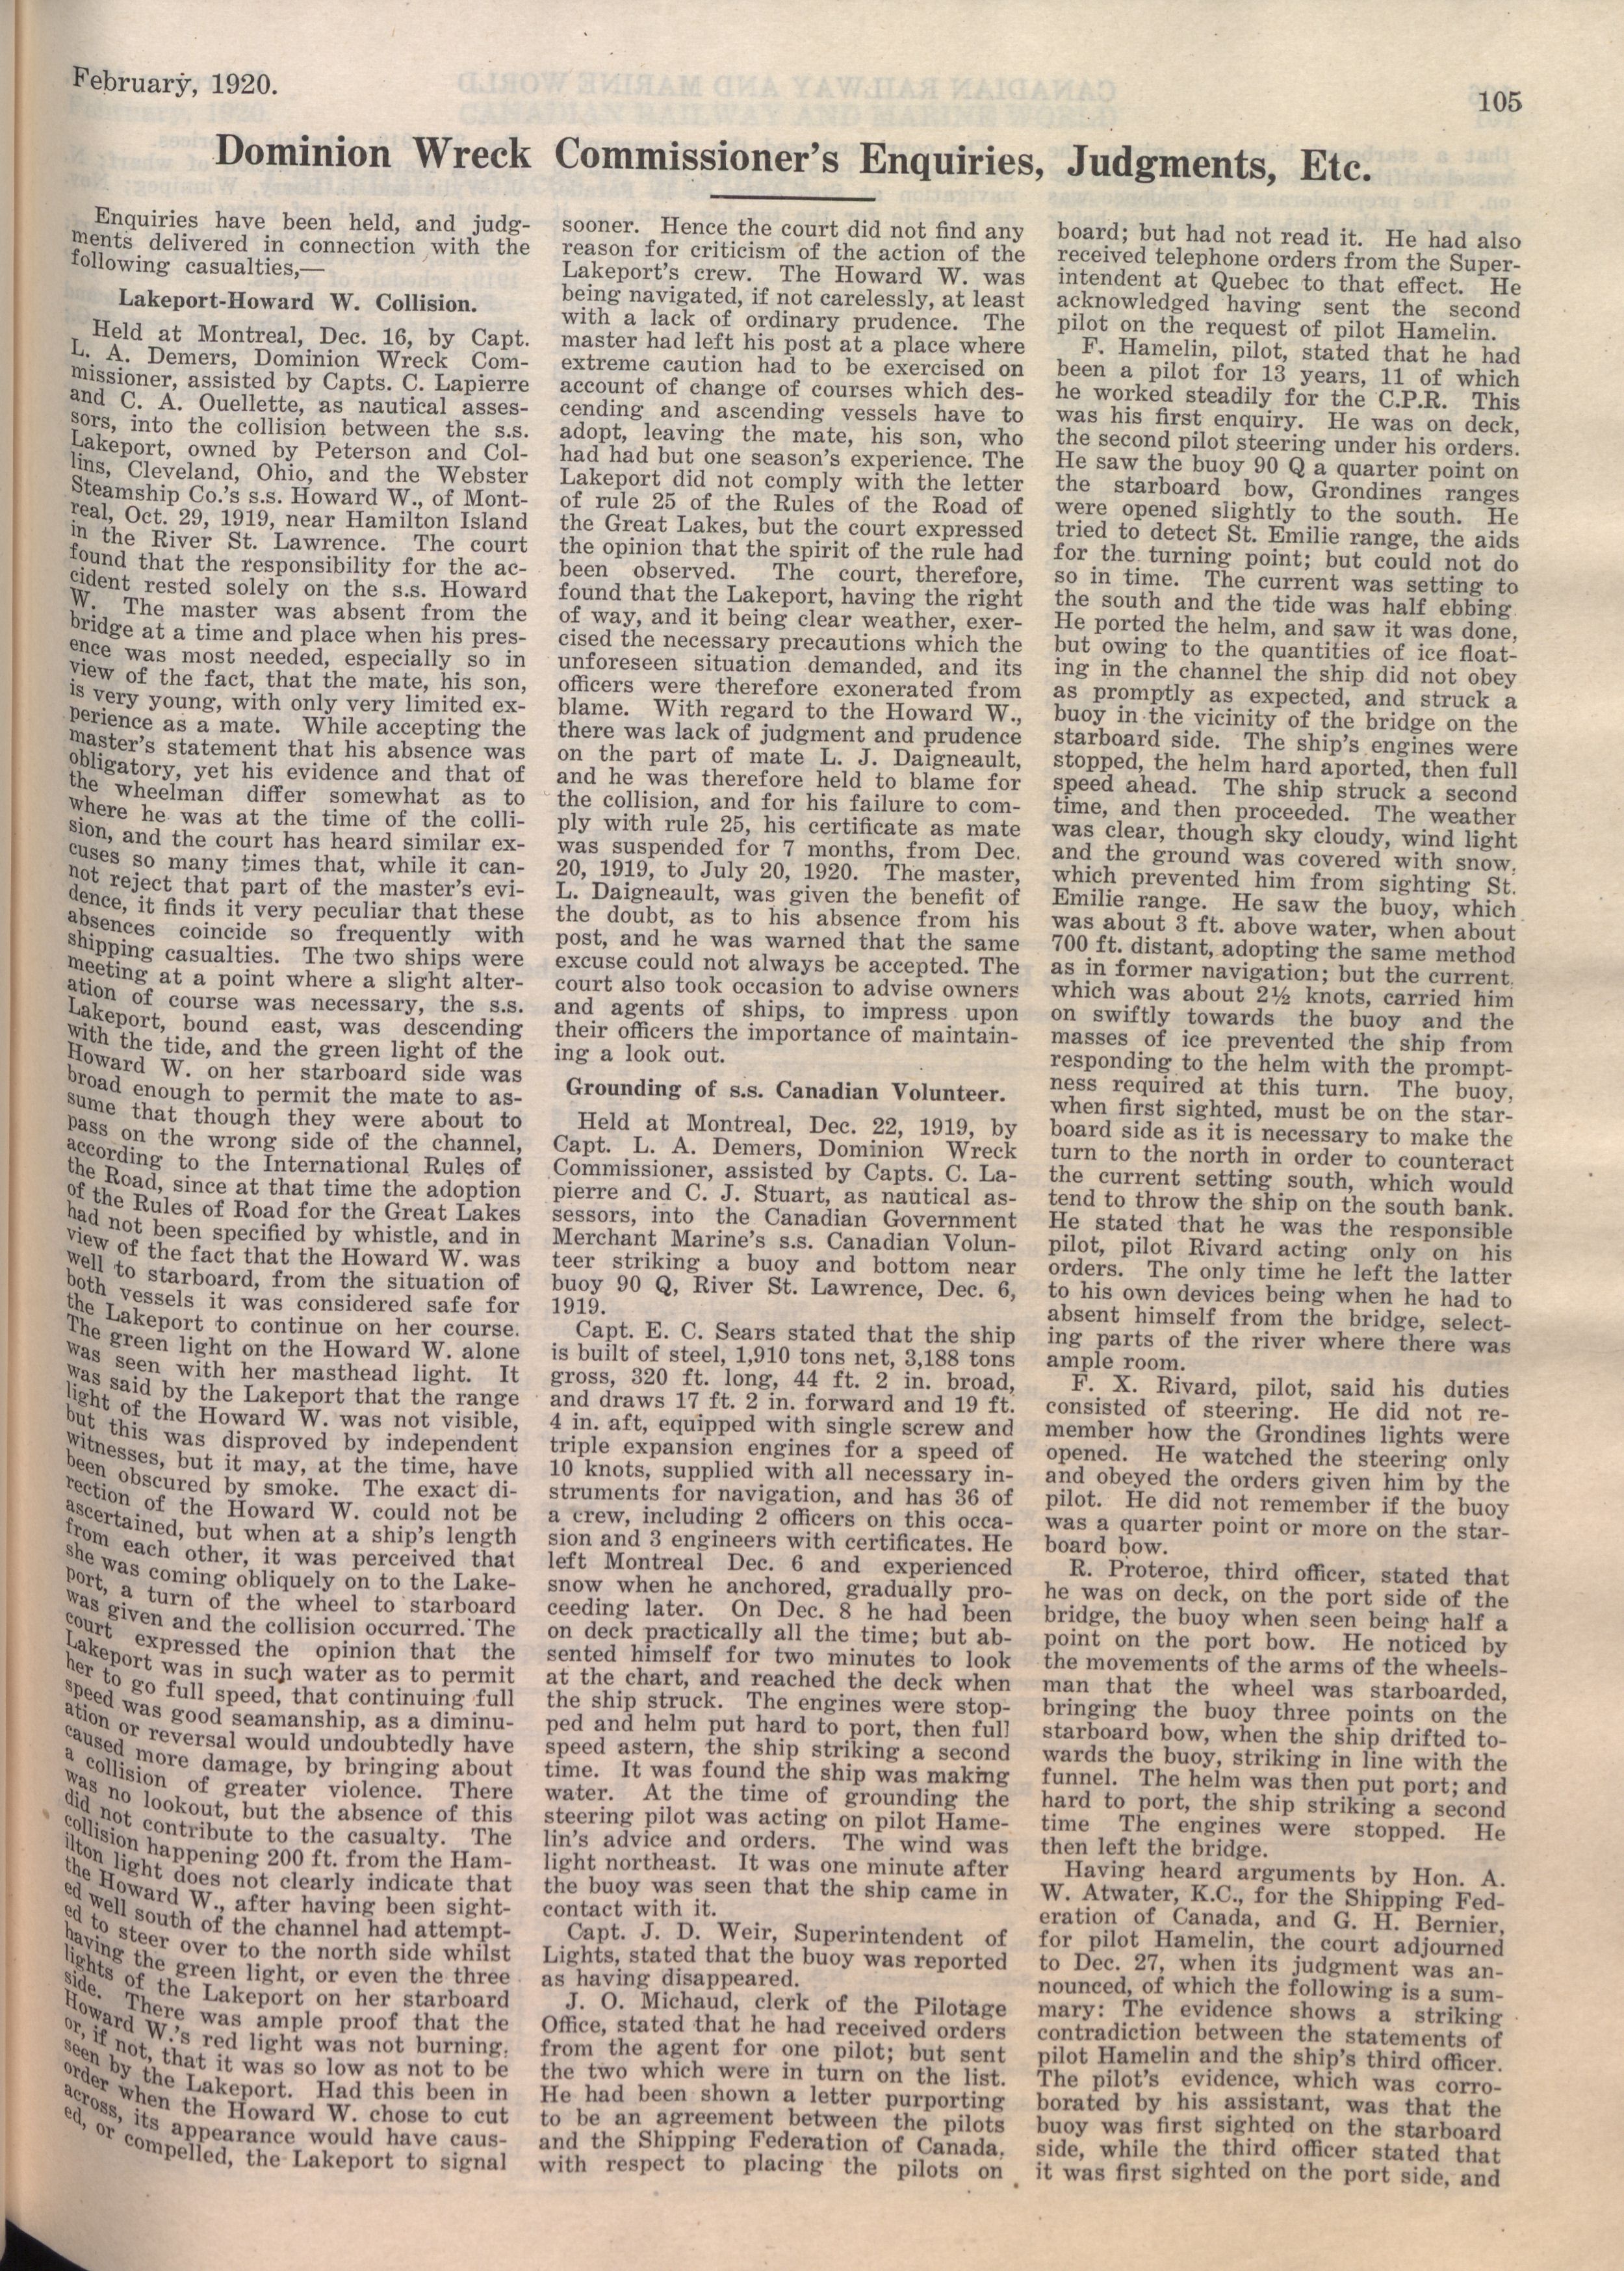 February, 1920.
105
Dominion Wreck Commissioner's Enquiries, Judgments, Etc.
Enquiries have been held, and judg-
ments delivered in connection with the
following casualties,—
Lakeport-Howard W. Collision.
Held at Montreal, Dec. 16, by Capt.
L. A. Demers, Dominion Wreck Com-
missioner, assisted by Capts. C. Lapierre
and C. A. Ouellette, as nautical asses-
sors, into the collision between the s.s.
Lakeport, owned by Peterson and Col-
lins, Cleveland, Ohio, and the Webster
Steamship Co.'s s.s. Howard W., of Mont-
real, Oct. 29, 1919, near Hamilton Island
in the River St. Lawrence. The court
found that the responsibility for the ac-
cident rested solely on the s.s. Howard
W. The master was absent from the
bridge at a time and place when his pres-
ence was most needed, especially so in
view of the fact, that the mate, his son,
is very young, with only very limited ex-
perience as a mate. While accepting the
master's statement that his absence was
obligatory, yet his evidence and that of
the wheelman differ somewhat as to
where he was at the time of the colli-
sion, and the court has heard similar ex-
cuses so many times that, while it can-
not reject that part of the master's evi-
dence, it finds it very peculiar that these
absences coincide so frequently with
shipping casualties. The two ships were
meeting at a point where a slight alter-
ation of course was necessary, the s.s.
Lakeport, bound east, was descending
with the tide, and the green light of the
Howard W. on her starboard side was
broad enough to permit the mate to as-
sume that though they were about to
pass on the wrong side of the channel,
according to the International Rules of
the Road, since at that time the adoption
of the Rules of Road for the Great Lakes
had not been specified by whistle, and in
view of the fact that the Howard W. was
well to starboard, from the situation of
both vessels it was considered safe for
the Lakeport to continue on her course.
The green light on the Howard W. alone
was seen with her masthead light. It
was said by the Lakeport that the range
light of the Howard W. was not visible,
but this was disproved by independent
witnesses, but it may, at the time, have
been obscured by smoke. The exact di-
rection of the Howard W. could not be
ascertained, but when at a ship's length
from each other, it was perceived that
she was coming obliquely on to the Lake-
port, a turn of the wheel to starboard
was given and the collision occurred. The
court expressed the opinion that the
Lakeport was in such water as to permit
her to go full speed, that continuing full
speed was good seamanship, as a diminu-
ation or reversal would undoubtedly have
caused more damage, by bringing about
a collision of greater violence. There
was no lookout, but the absence of this
did not contribute to the casualty. The
collision happening 200 ft. from the Ham-
ilton light does not clearly indicate that
the Howard W., after having been sight-
ed well south of the channel had attempt-
ed to steer over to the north side whilst
having the green light, or even the three
lights of the Lakeport on her starboard
side. There was ample proof that the
Howard W.'s red light was not burning,
or, if not, that it was so low as not to be
seen by the Lakeport. Had this been in
order when the Howard W. chose to cut
across, its appearance would have caus-
ed, or compelled, the Lakeport to signal
sooner. Hence the court did not find any
reason for criticism of the action of the
Lakeport's crew. The Howard W. was
being navigated, if not carelessly, at least
with a lack of ordinary prudence. The
master had left his post at a place where
extreme caution had to be exercised on
account of change of courses which des-
cending and ascending vessels have to
adopt, leaving the mate, his son, who
had had but one season's experience. The
Lakeport did not comply with the letter
of rule 25 of the Rules of the Road of
the Great Lakes, but the court expressed
the opinion that the spirit of the rule had
been observed. The court, therefore,
found that the Lakeport, having the right
of way, and it being clear weather, exer-
cised the necessary precautions which the
unforeseen situation demanded, and its
officers were therefore exonerated from
blame. With regard to the Howard W.,
there was lack of judgment and prudence
on the part of mate L. J. Daigneault,
and he was therefore held to blame for
the collision, and for his failure to com-
ply with rule 25, his certificate as mate
was suspended for 7 months, from Dec.
20, 1919, to July 20, 1920. The master,
L. Daigneault, was given the benefit of
the doubt, as to his absence from his
post, and he was warned that the same
excuse could not always be accepted. The
court also took occasion to advise owners
and agents of ships, to impress upon
their officers the importance of maintain-
ing a look out.
Grounding of s.s. Canadian Volunteer.
Held at Montreal, Dec. 22, 1919, by
Capt. L. A. Demers, Dominion Wreck
Commissioner, assisted by Capts. C. La-
pierre and C. J. Stuart, as nautical as-
sessors, into the Canadian Government
Merchant Marine's s.s. Canadian Volun-
teer striking a buoy and bottom near
buoy 90 Q, River St. Lawrence, Dec. 6,
1919.
Capt. E. C. Sears stated that the ship
is built of steel, 1,910 tons net, 3,188 tons
gross, 320 ft. long, 44 ft. 2 in. broad,
and draws 17 ft. 2 in. forward and 19 ft.
4 in. aft, equipped with single screw and
triple expansion engines for a speed of
10 knots, supplied with all necessary in-
struments for navigation, and has 36 of
a crew, including 2 officers on this occa-
sion and 3 engineers with certificates. He
left Montreal Dec. 6 and experienced
snow when he anchored, gradually pro-
ceeding later. On Dec. 8 he had been
on deck practically all the time; but ab-
sented himself for two minutes to look
at the chart, and reached the deck when
the ship struck. The engines were stop-
ped and helm put hard to port, then full
speed astern, the ship striking a second
time. It was found the ship was making
water. At the time of grounding the
steering pilot was acting on pilot Hame-
lin's advice and orders. The wind was
light northeast. It was one minute after
the buoy was seen that the ship came in
contact with it.
Capt. J. D. Weir, Superintendent of
Lights, stated that the buoy was reported
as having disappeared.
J. O. Michaud, clerk of the Pilotage
Office, stated that he had received orders
from the agent for one pilot; but sent
the two which were in turn on the list.
He had been shown a letter purporting
to be an agreement between the pilots
and the Shipping Federation of Canada,
with respect to placing the pilots on
board; but had not read it. He had also
received telephone orders from the Super-
intendent at Quebec to that effect. He
acknowledged having sent the second
pilot on the request of pilot Hamelin.
F. Hamelin, pilot, stated that he had
been a pilot for 13 years, 11 of which
he worked steadily for the C.P.R. This
was his first enquiry. He was on deck,
the second pilot steering under his orders.
He saw the buoy 90 Q a quarter point on
the starboard bow, Grondines ranges
were opened slightly to the south. He
tried to detect St. Emilie range, the aids
for the turning point; but could not do
so in time. The current was setting to
the south and the tide was half ebbing.
He ported the helm, and saw it was done,
but owing to the quantities of ice float-
ing in the channel the ship did not obey
as promptly as expected, and struck a
buoy in the vicinity of the bridge on the
starboard side. The ship's engines were
stopped, the helm hard aported, then full
speed ahead. The ship struck a second
time, and then proceeded. The weather
was clear, though sky cloudy, wind light
and the ground was covered with snow,
which prevented him from sighting St.
Emilie range. He saw the buoy, which
was about 3 ft. above water, when about
700 ft. distant, adopting the same method
as in former navigation; but the current,
which was about 2½ knots, carried him
on swiftly towards the buoy and the
masses of ice prevented the ship from
responding to the helm with the prompt-
ness required at this turn. The buoy,
when first sighted, must be on the star-
board side as it is necessary to make the
turn to the north in order to counteract
the current setting south, which would
tend to throw the ship on the south bank.
He stated that he was the responsible
pilot, pilot Rivard acting only on his
orders. The only time he left the latter
to his own devices being when he had to
absent himself from the bridge, select-
ing parts of the river where there was
ample room.
F. X. Rivard, pilot, said his duties
consisted of steering. He did not re-
member how the Grondines lights were
opened. He watched the steering only
and obeyed the orders given him by the
pilot. He did not remember if the buoy
was a quarter point or more on the star-
board bow.
R. Proteroe, third officer, stated that
he was on deck, on the port side of the
bridge, the buoy when seen being half a
point on the port bow. He noticed by
the movements of the arms of the wheels-
man that the wheel was starboarded,
bringing the buoy three points on the
starboard bow, when the ship drifted to-
wards the buoy, striking in line with the
funnel. The helm was then put port; and
hard to port, the ship striking a second
time The engines were stopped. He
then left the bridge.
Having heard arguments by Hon. A.
W. Atwater, K.C., for the Shipping Fed-
eration of Canada, and G. H. Bernier,
for pilot Hamelin, the court adjourned
to Dec. 27, when its judgment was an-
nounced, of which the following is a sum-
mary: The evidence shows a striking
contradiction between the statements of
pilot Hamelin and the ship's third officer.
The pilot's evidence, which was corro-
borated by his assistant, was that the
buoy was first sighted on the starboard
side, while the third officer stated that
it was first sighted on the port side, and